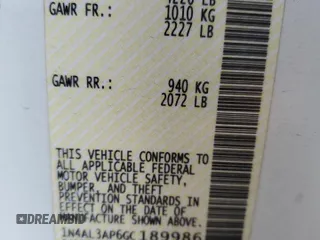 GAWR FR:
1010 KG
2227 LB
GAWR RR:
940 KG
2072 LB
THIS VEHICLE CONFORMS TO
ALL APPLICABLE FEDERAL
MOTOR VEHICLE SAFETY,
BUMPER, AND THEFT
PREVENTION STANDARDS IN
EFFECT ON THE DATE OF
MANUFACTURE SHOWN ABOVE.
1N4AL3AP6GC189986
DREAMBID